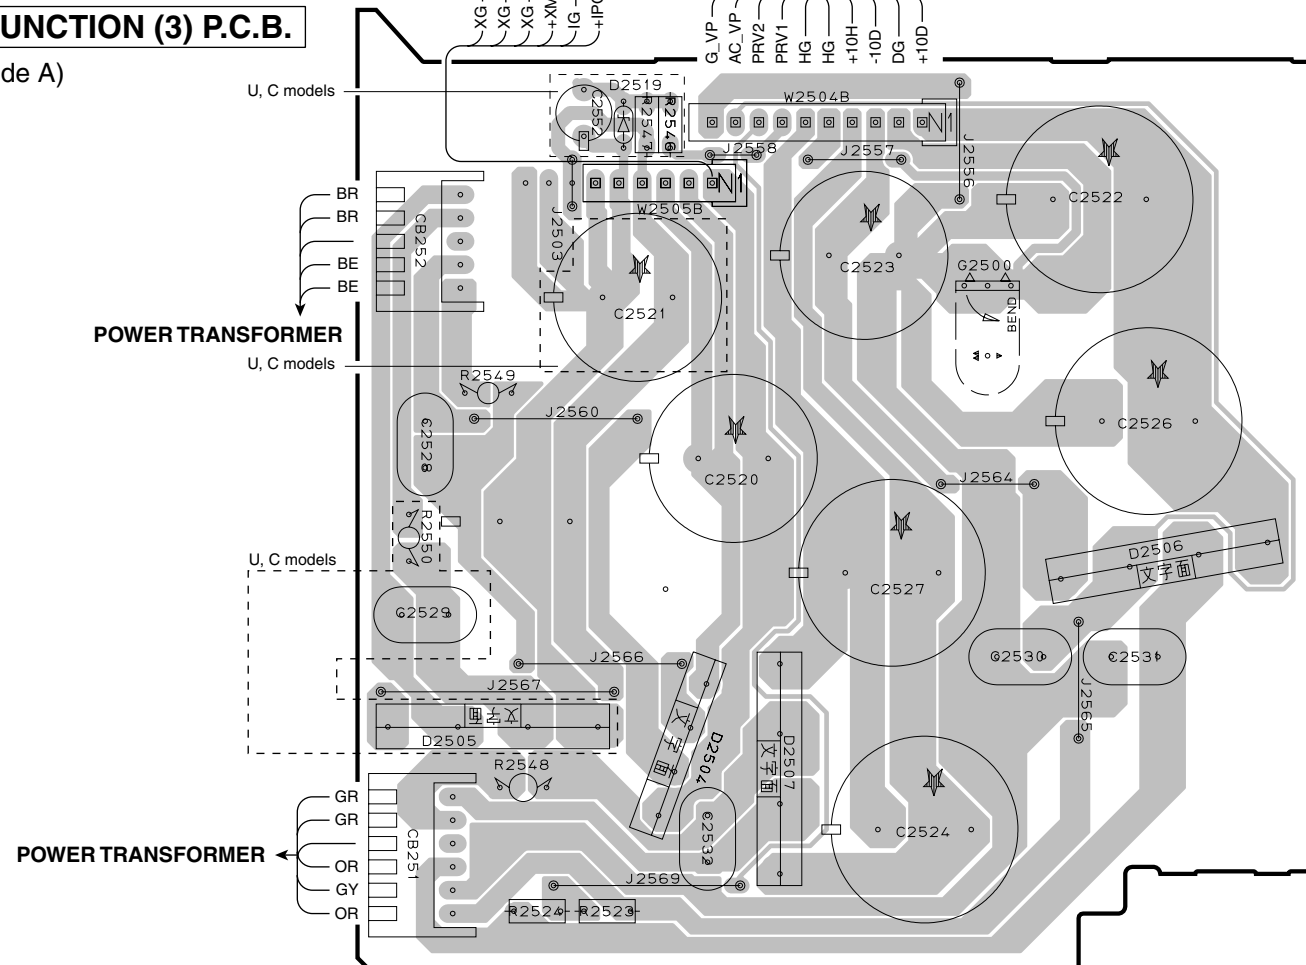 UNCTION (3) P.C.B.
de A)
XG
XG
XG
+XM
IG
+IPC
G_VP
AC_VP
PRV2
PRV1
HG
HG
+10H
-10D
DG
+10D
U, C models
D2519
C2552
R2547
R2546
W2504B
N1
J2558
J2557
J2556
C2522
BR
BR
BE
BE
CB252
J2503
W2505B
N1
C2523
G2500
BEND
C2521
POWER TRANSFORMER
U, C models
R2549
J2560
C2528
C2520
C2526
J2564
R2550
U, C models
C2527
D2506
文字面
C2529
C2530
C2531
J2566
J2567
J2565
文字面
D2505
文字面
D2504
文字面
D2507
R2548
GR
GR
OR
GY
OR
CB251
POWER TRANSFORMER
C2532
C2524
J2569
R2524
R2523